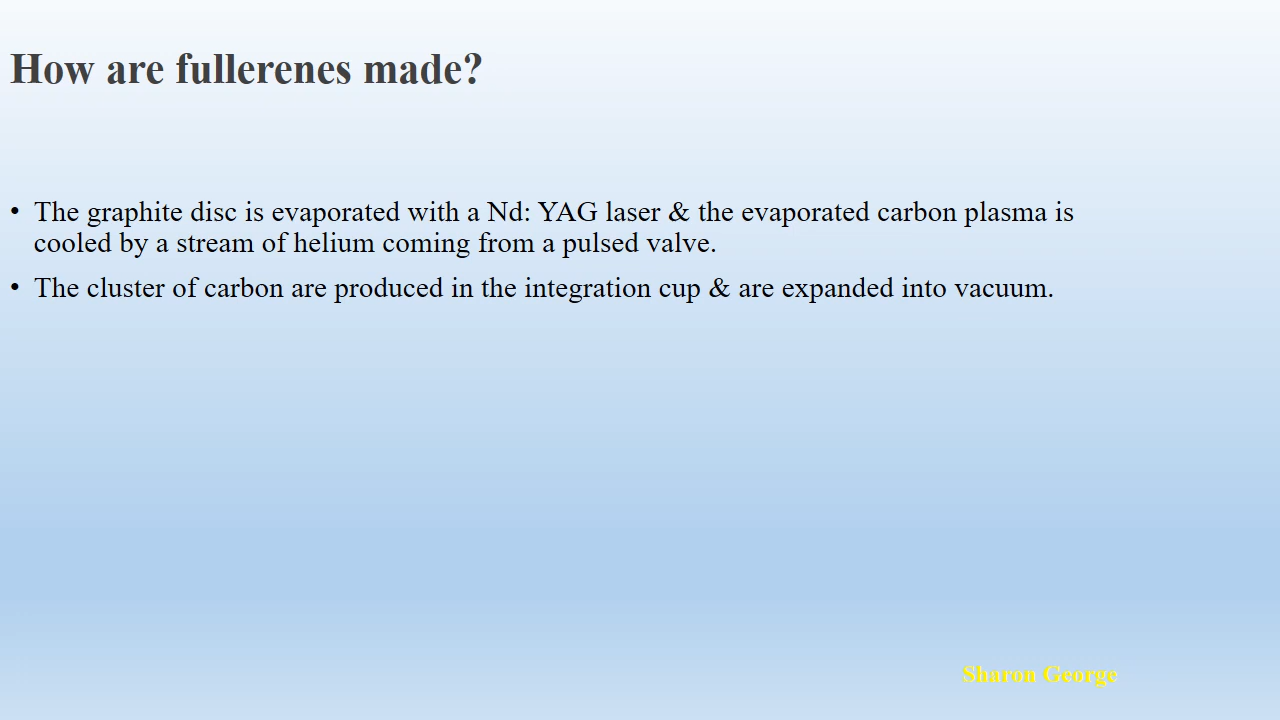 How are fullerenes made?
• The graphite disc is evaporated with a Nd: YAG laser & the evaporated carbon plasma is
cooled by a stream of helium coming from a pulsed valve.
• The cluster of carbon are produced in the integration cup & are expanded into vacuum.
Sharon George